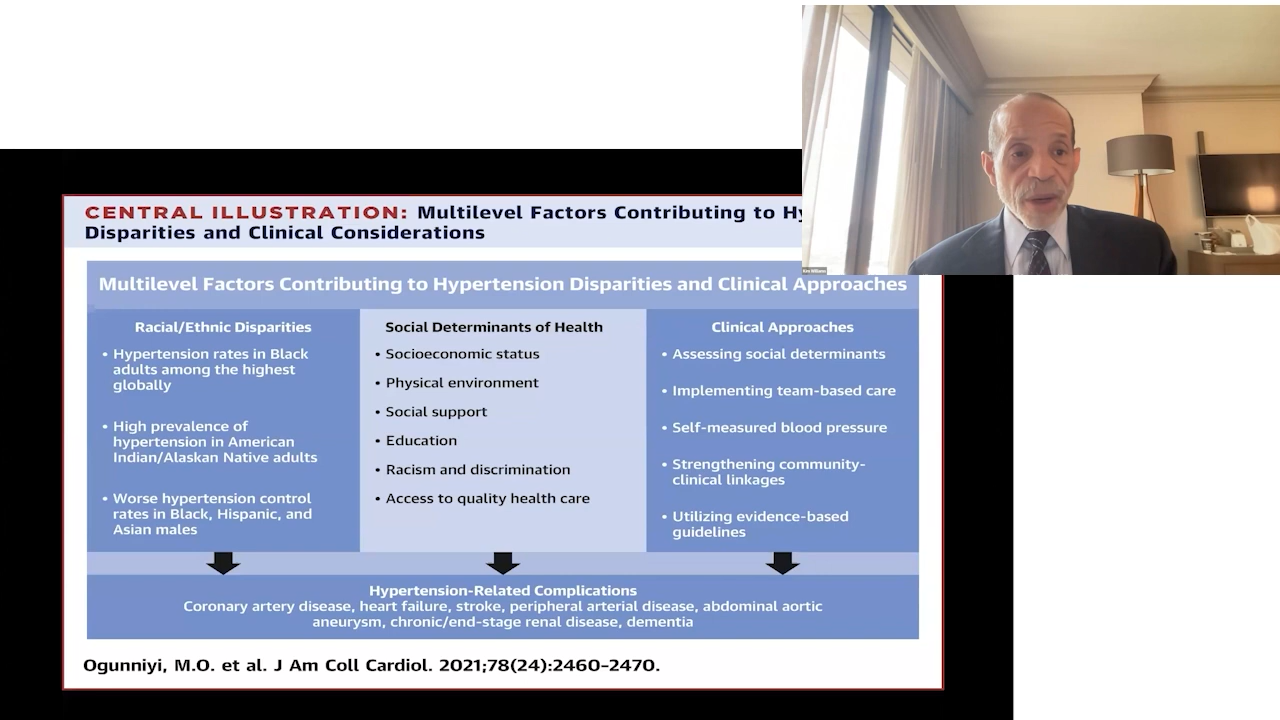 CENTRAL ILLUSTRATION: Multilevel Factors Contributing to Hy
Disparities and Clinical Considerations
Multilevel Factors Contributing to Hypertension Disparities and Clinical Approaches
Racial/Ethnic Disparities
• Hypertension rates in Black
adults among the highest
globally
• High prevalence of
hypertension in American
Indian/Alaskan Native adults
• Worse hypertension control
rates in Black, Hispanic, and
Asian males
Social Determinants of Health
• Socioeconomic status
• Physical environment
• Social support
• Education
• Racism and discrimination
• Access to quality health care
Clinical Approaches
• Assessing social determinants
• Implementing team-based care
• Self-measured blood pressure
• Strengthening community-
clinical linkages
• Utilizing evidence-based
guidelines
Hypertension-Related Complications
Coronary artery disease, heart failure, stroke, peripheral arterial disease, abdominal aortic
aneurysm, chronic/end-stage renal disease, dementia
Ogunniyi, M.O. et al. J Am Coll Cardiol. 2021;78(24):2460–2470.
Kim Williams